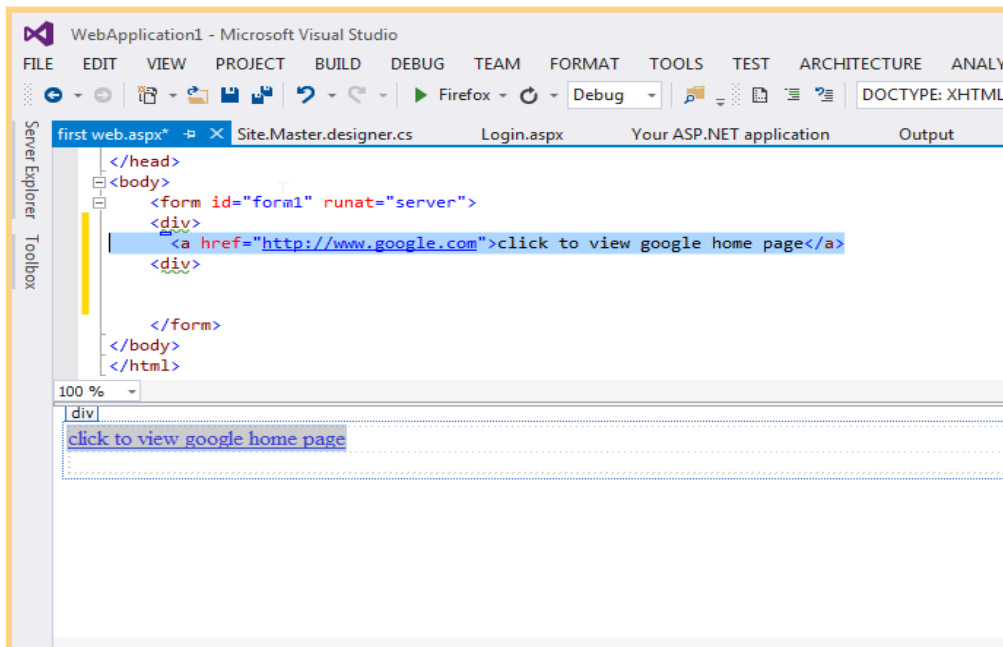 WebApplication1 - Microsoft Visual Studio
FILE EDIT VIEW PROJECT BUILD DEBUG TEAM FORMAT TOOLS TEST ARCHITECTURE ANALY
Firefox Debug DOCTYPE: XHTML
Server Explorer
Toolbox
first web.aspx* Site.Master.designer.cs Login.aspx Your ASP.NET application Output
</head>
<body>
<form id="form1" runat="server">
<div>
<a href="http://www.google.com">click to view google home page</a>
<div>
</form>
</body>
</html>
100 %
div
click to view google home page